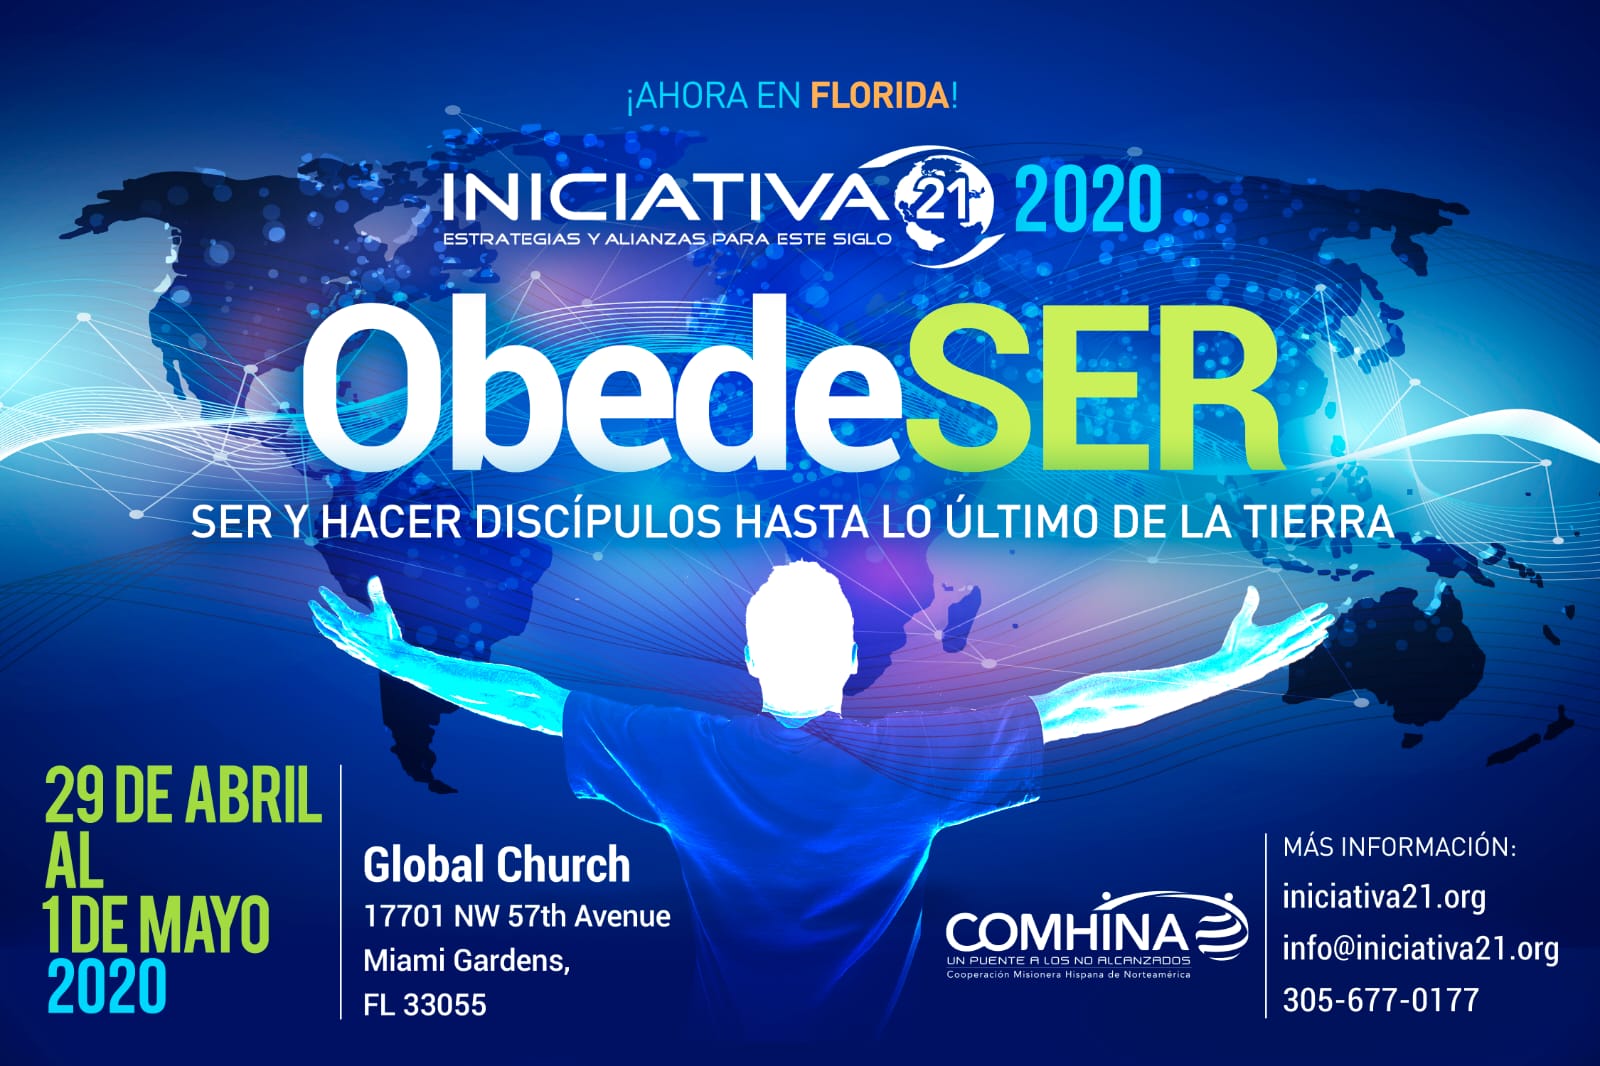 ¡AHORA EN FLORIDA!
INICIATIVA 21 2020
ESTRATEGIAS Y ALIANZAS PARA ESTE SIGLO
ObedeSER
SER Y HACER DISCÍPULOS HASTA LO ÚLTIMO DE LA TIERRA
29 DE ABRIL
AL
1 DE MAYO
2020
Global Church
17701 NW 57th Avenue
Miami Gardens,
FL 33055
COMHINA
UN PUENTE A LOS NO ALCANZADOS
Cooperación Misionera Hispana de Norteamérica
MÁS INFORMACIÓN:
iniciativa21.org
info@iniciativa21.org
305-677-0177